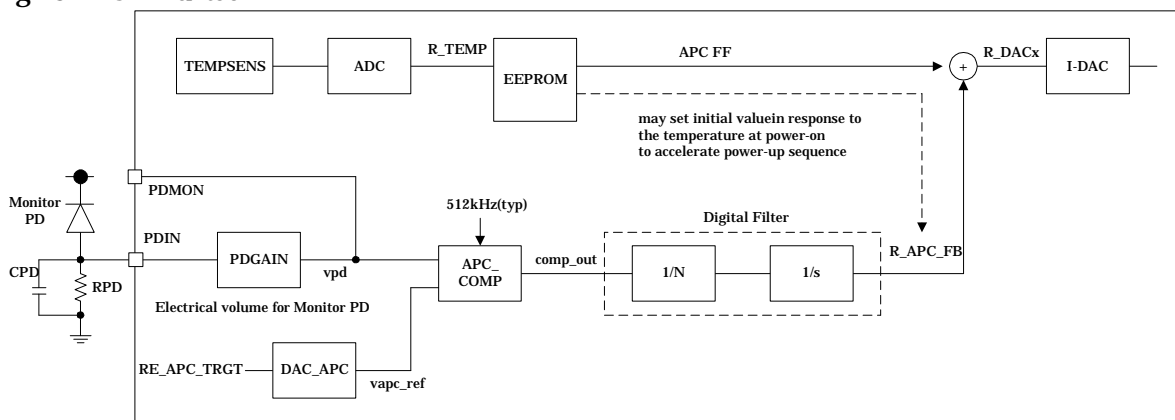 TEMPSENS
ADC
R_TEMP
EEPROM
APC FF
+
R_DACx
I-DAC
may set initial valuein response to
the temperature at power-on
to accelerate power-up sequence
PDMON
Monitor
PD
PDIN
CPD
RPD
PDGAIN
vpd
Electrical volume for Monitor PD
512kHz(typ)
APC_
COMP
comp_out
Digital Filter
1/N
1/s
R_APC_FB
RE_APC_TRGT
DAC_APC
vapc_ref